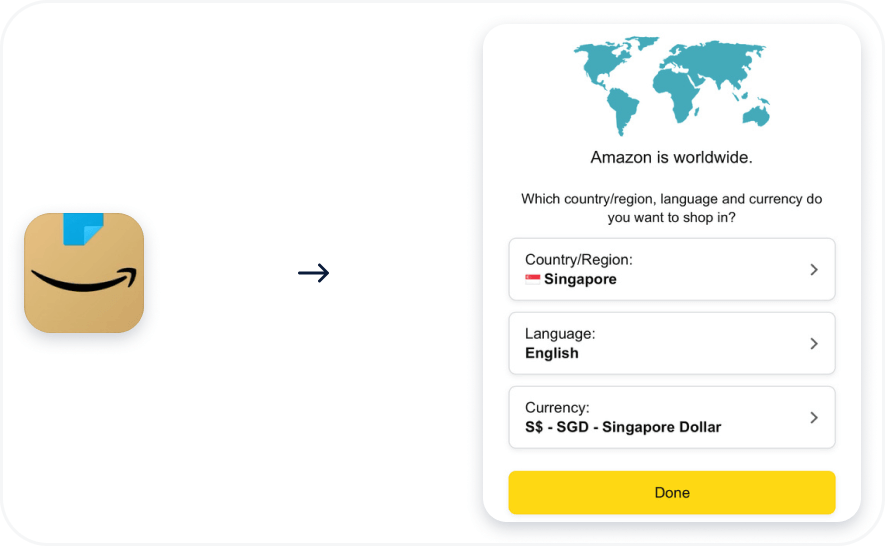 Amazon is worldwide.
Which country/region, language and currency do
you want to shop in?
Country/Region:
Singapore
Language:
English
Currency:
S$ - SGD - Singapore Dollar
Done